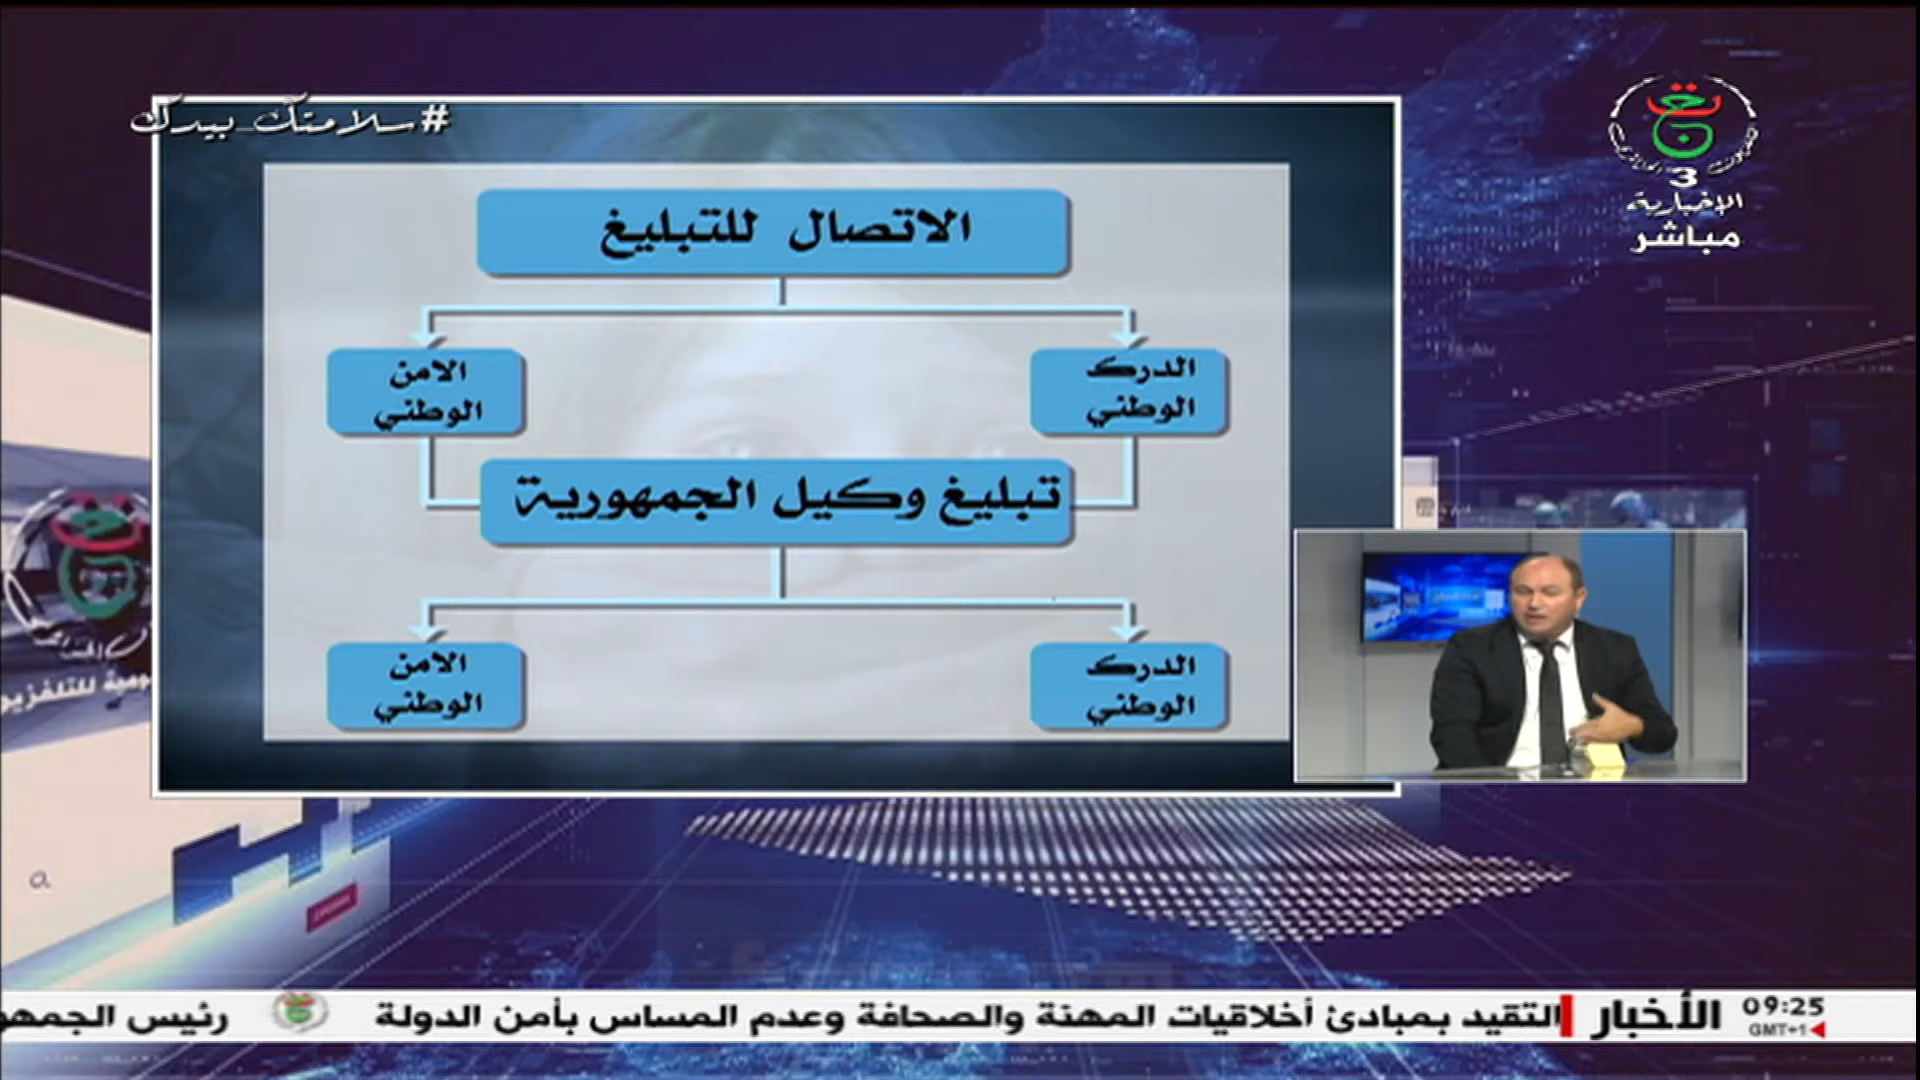 #سلامتك_بيدك
3
الإخبارية
مباشر
الاتصال للتبليغ
الدرك
الوطني
الامن
الوطني
تبليغ وكيل الجمهورية
الدرك
الوطني
الامن
الوطني
09:25
GMT+1
الأخبار
التقيد بمبادئ أخلاقيات المهنة والصحافة وعدم المساس بأمن الدولة
رئيس